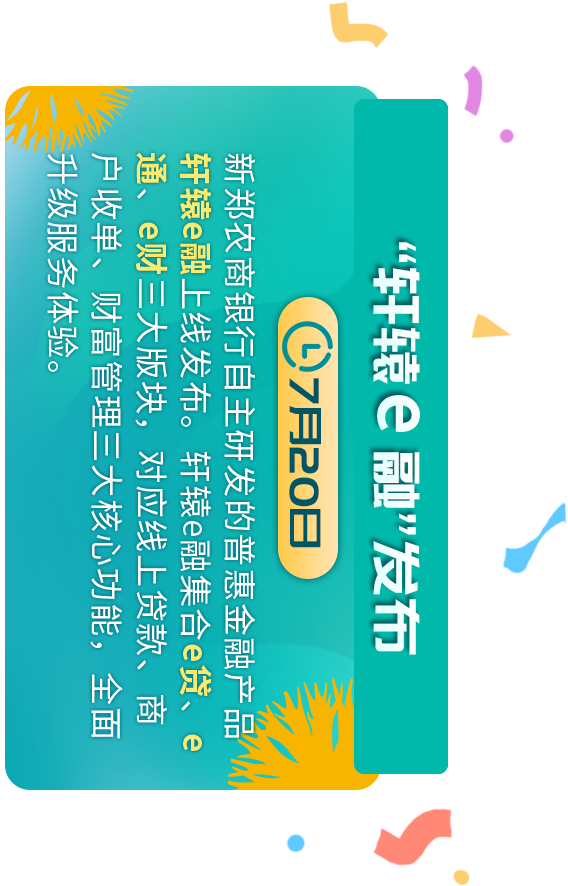 “轩辕 e 融”发布
7月20日
新郑农商银行自主研发的普惠金融产品
轩辕e融上线发布。轩辕e融集合e贷、e
通、e财三大版块，对应线上贷款、商
户收单、财富管理三大核心功能，全面
升级服务体验。